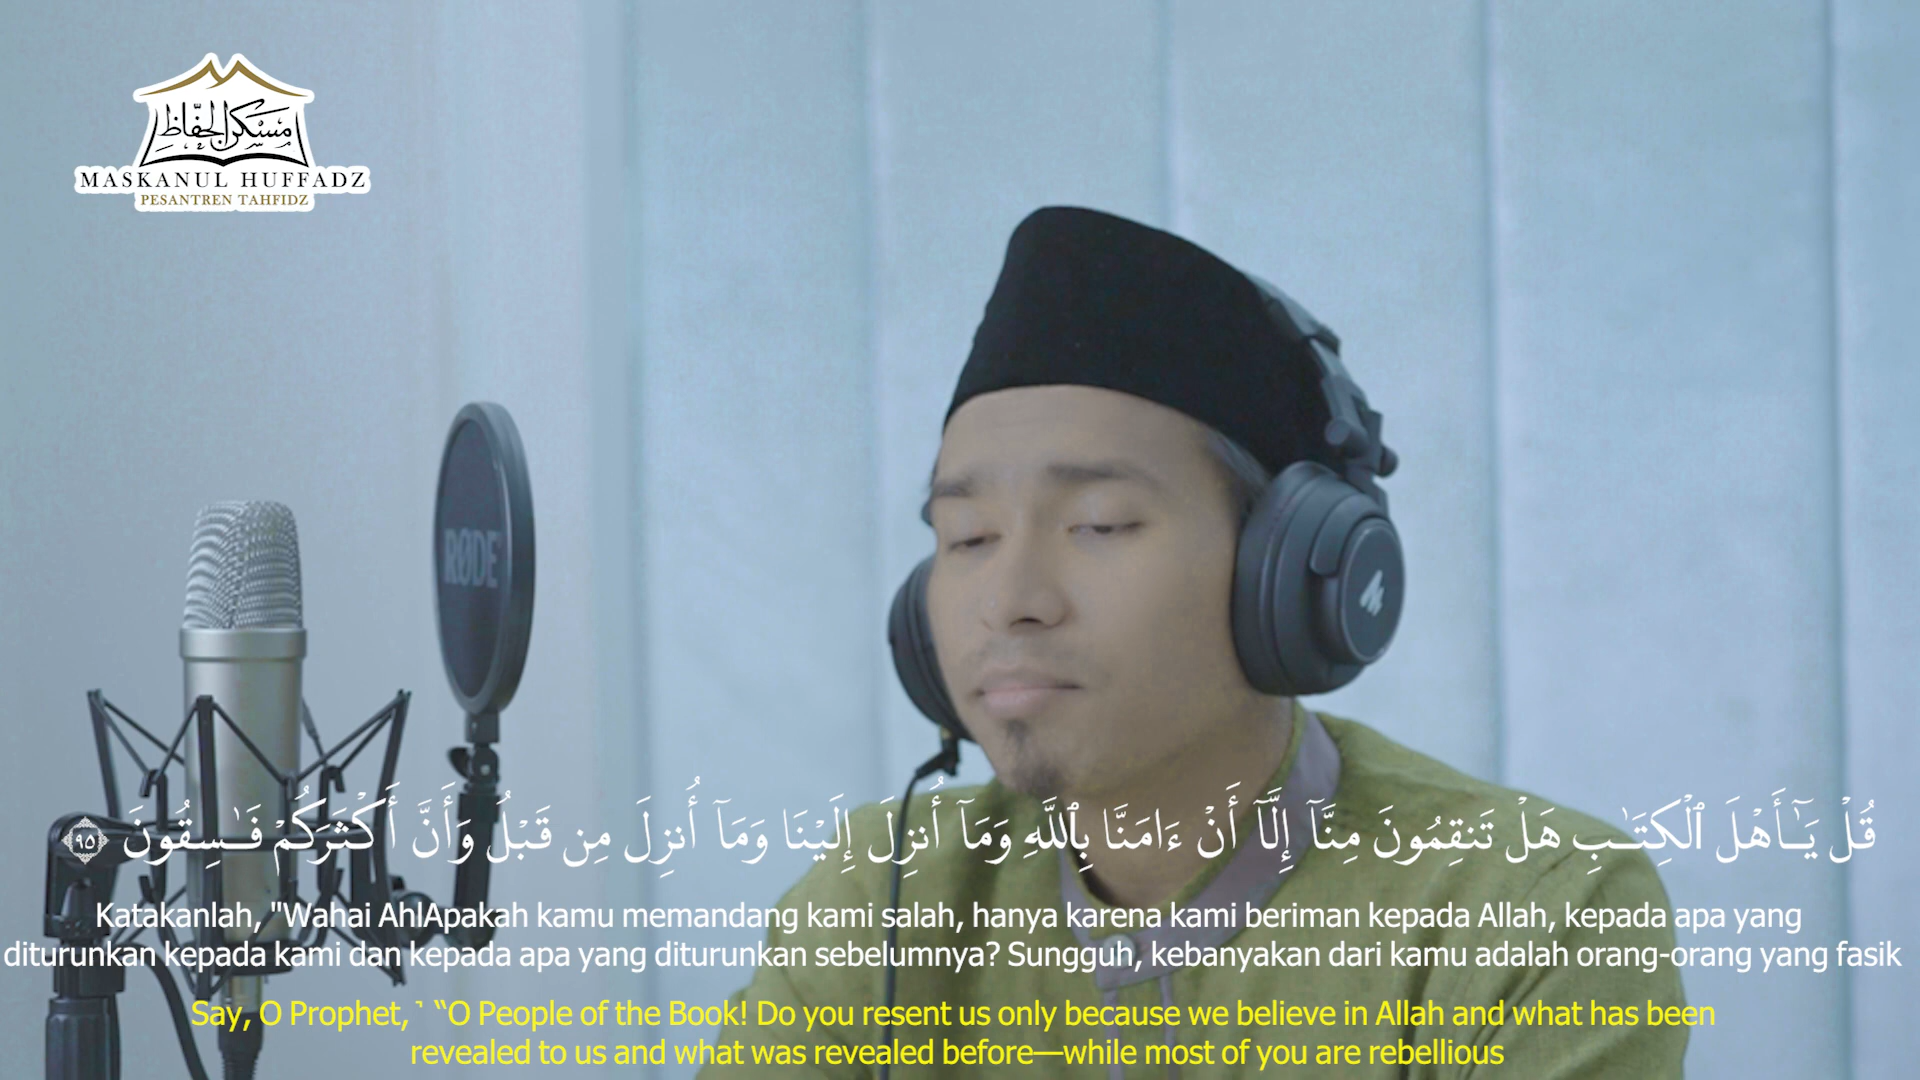 مسكن الحفاظ
MASKANUL HUFFADZ
PESANTREN TAHFIDZ
RØDE
قُلْ يَـٰٓأَهْلَ ٱلْكِتَـٰبِ هَلْ تَنقِمُونَ مِنَّآ إِلَّآ أَنْ ءَامَنَّا بِٱللَّهِ وَمَآ أُنزِلَ إِلَيْنَا وَمَآ أُنزِلَ مِن قَبْلُ وَأَنَّ أَكْثَرَكُمْ فَـٰسِقُونَ ٩٥
Katakanlah, "Wahai AhlApakah kamu memandang kami salah, hanya karena kami beriman kepada Allah, kepada apa yang
diturunkan kepada kami dan kepada apa yang diturunkan sebelumnya? Sungguh, kebanyakan dari kamu adalah orang-orang yang fasik
Say, O Prophet,˺ “O People of the Book! Do you resent us only because we believe in Allah and what has been
revealed to us and what was revealed before—while most of you are rebellious